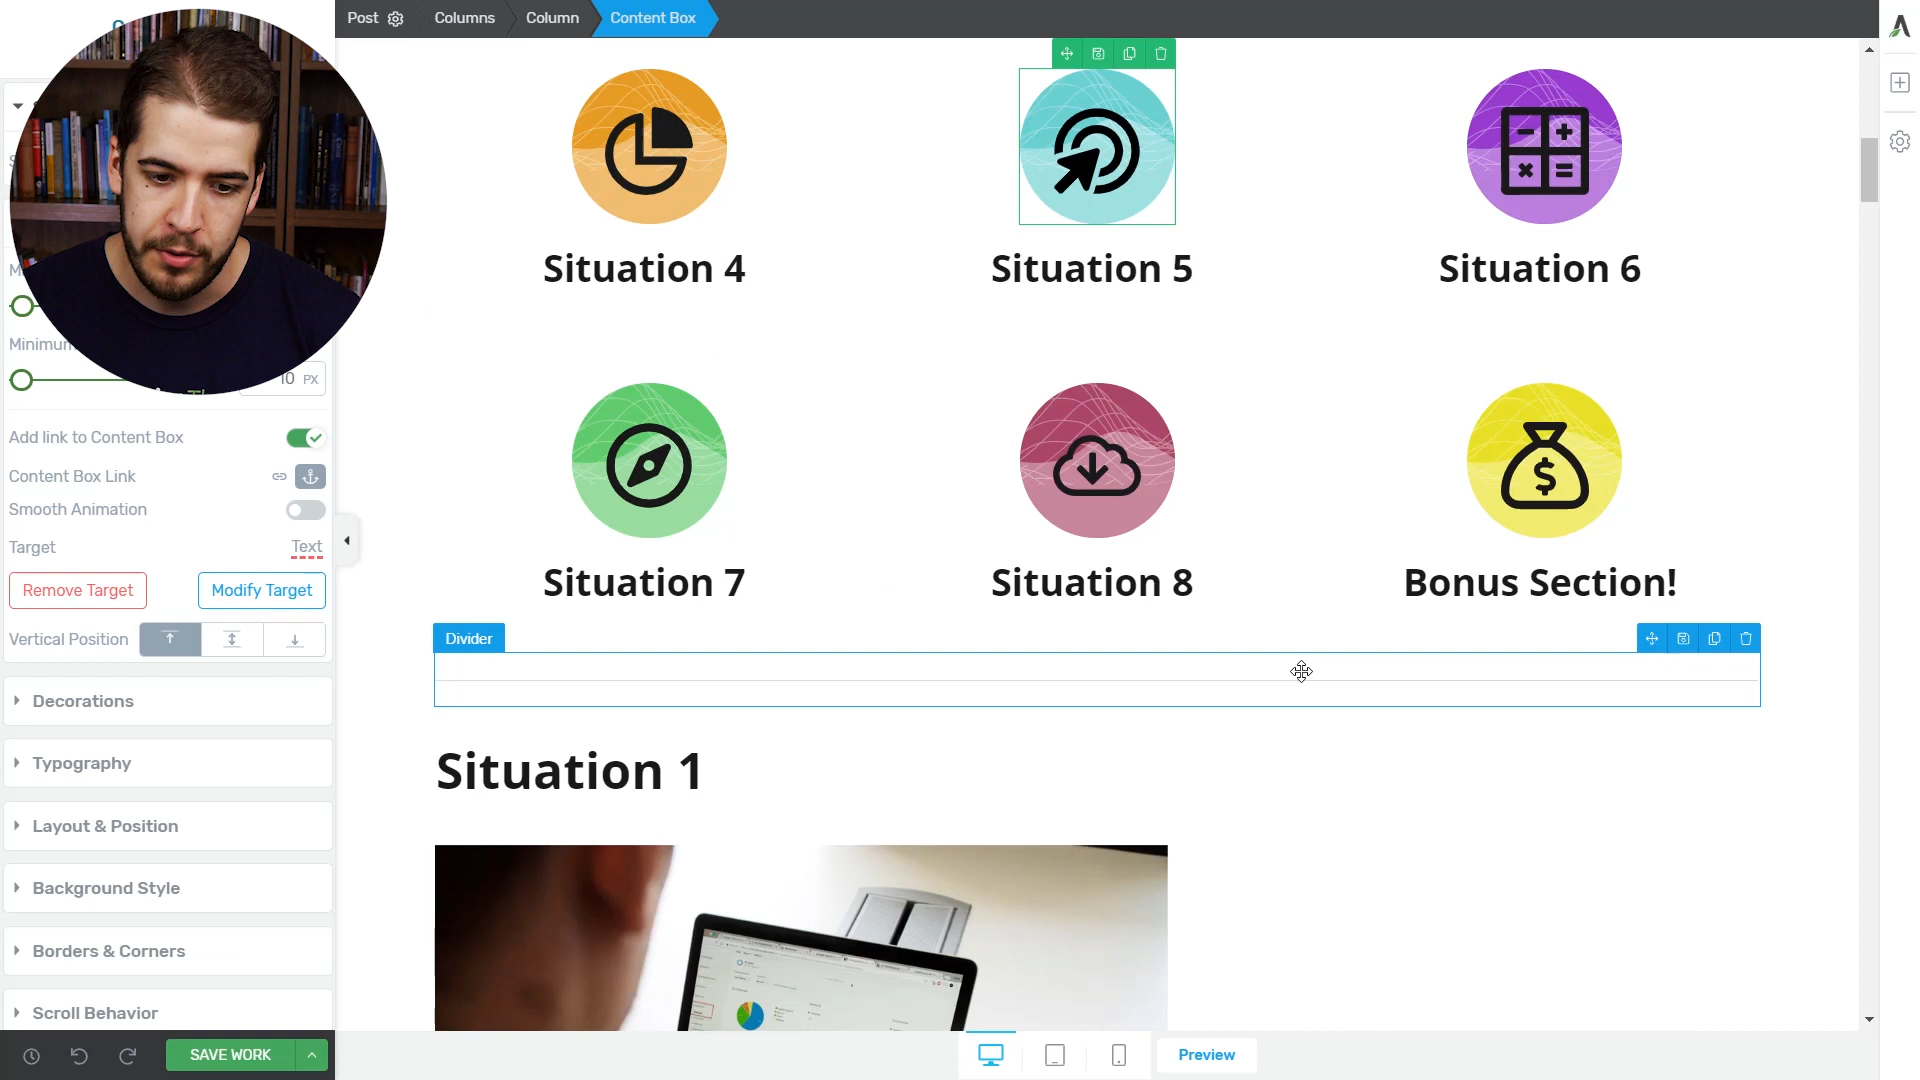 Post
Columns
Column
Content Box
Situation 4
Situation 5
Situation 6
Situation 7
Situation 8
Bonus Section!
Divider
Situation 1
Minimum
10 PX
Add link to Content Box
Content Box Link
Smooth Animation
Target
Text
Remove Target
Modify Target
Vertical Position
Decorations
Typography
Layout & Position
Background Style
Borders & Corners
Scroll Behavior
SAVE WORK
Preview